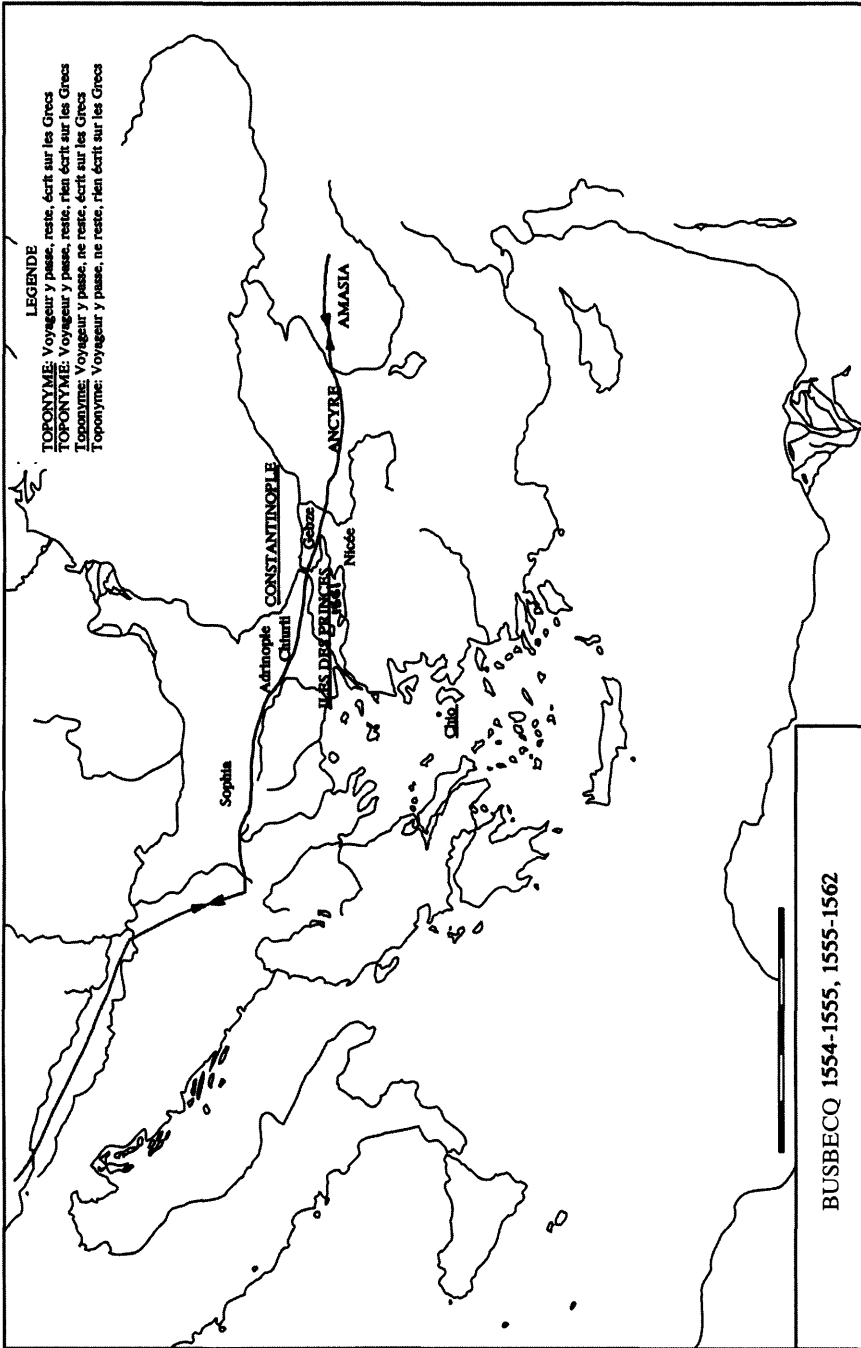 LEGENDE
TOPONYME: Voyageur y passe, reste, écrit sur les Grecs
TOPONYME: Voyageur y passe, reste, rien écrit sur les Grecs
Toponyme: Voyageur y passe, ne reste, écrit sur les Grecs
Toponyme: Voyageur y passe, ne reste, rien écrit sur les Grecs
Sophia
Adrinople
Chiurli
CONSTANTINOPLE
Gebze
ILES DES PRINCES
Nicée
ANCYRE
AMASIA
Chio
BUSBECQ 1554-1555, 1555-1562